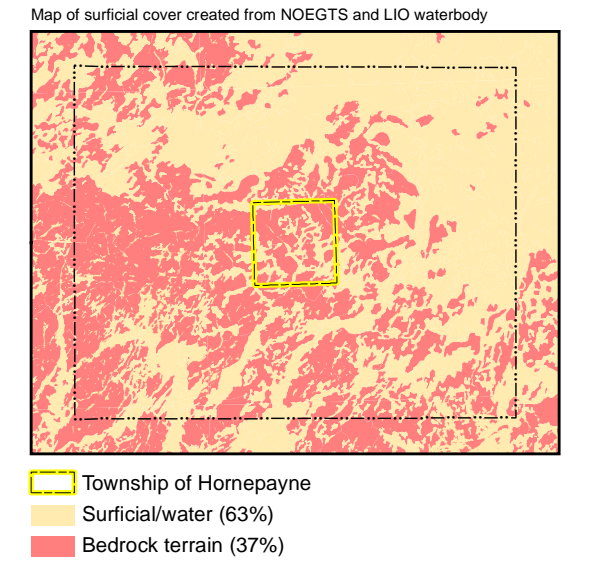 Map of surficial cover created from NOEGTS and LIO waterbody
Township of Hornepayne
Surficial/water (63%)
Bedrock terrain (37%)